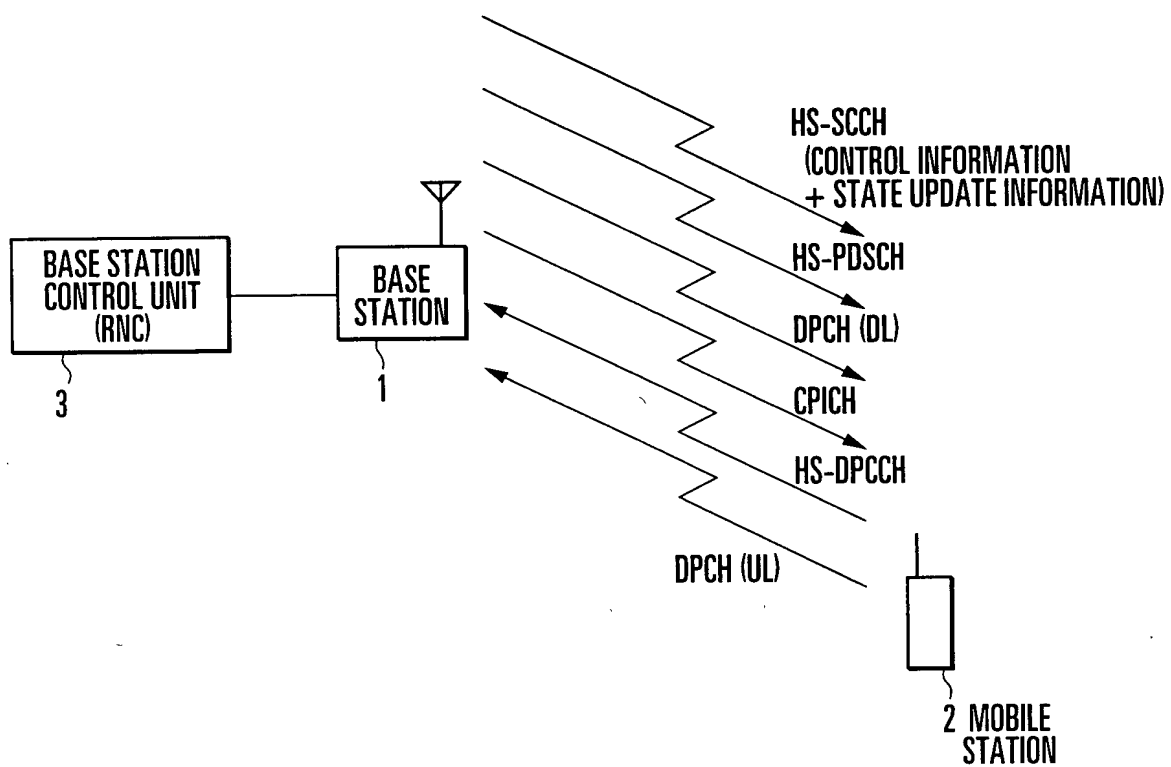 HS-SCCH
(CONTROL INFORMATION
+ STATE UPDATE INFORMATION)
HS-PDSCH
DPCH (DL)
CPICH
HS-DPCCH
DPCH (UL)
BASE STATION
CONTROL UNIT
(RNC)
3
BASE
STATION
1
2 MOBILE
STATION